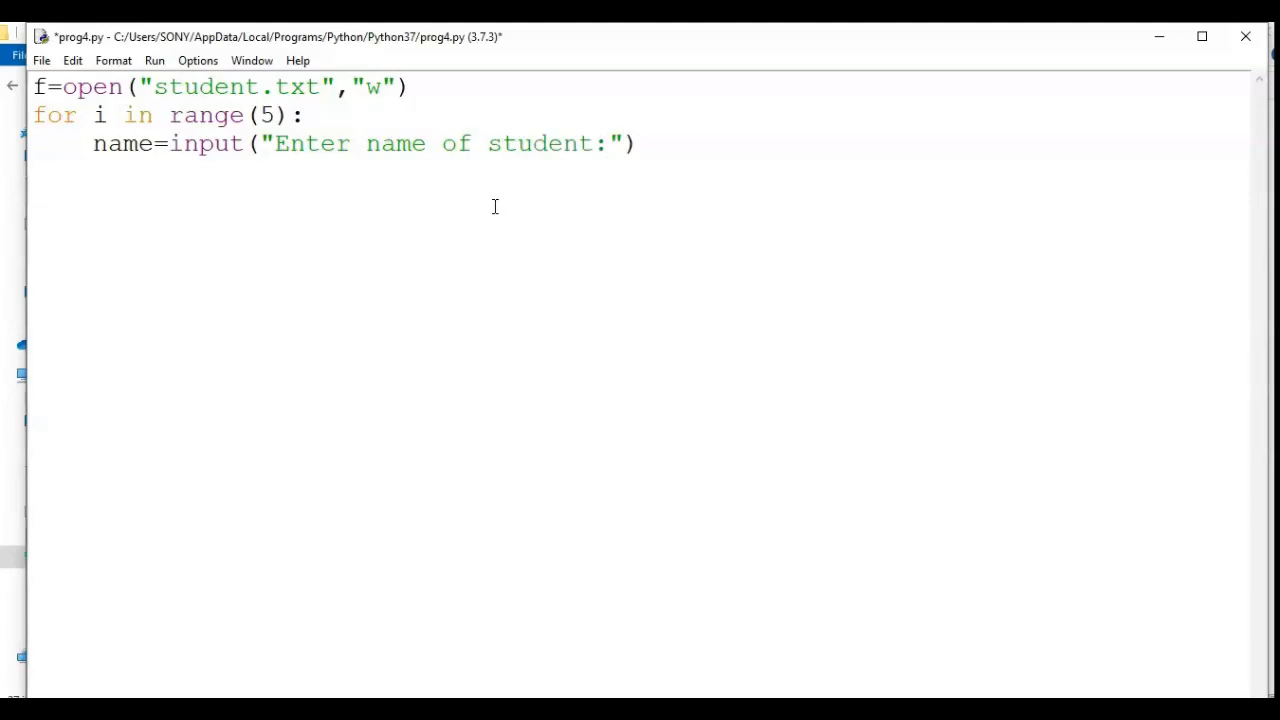 *prog4.py - C:/Users/SONY/AppData/Local/Programs/Python/Python37/prog4.py (3.7.3)*
Fil
File Edit Format Run Options Window Help
f=open("student.txt","w")
for i in range(5):
    name=input("Enter name of student:")